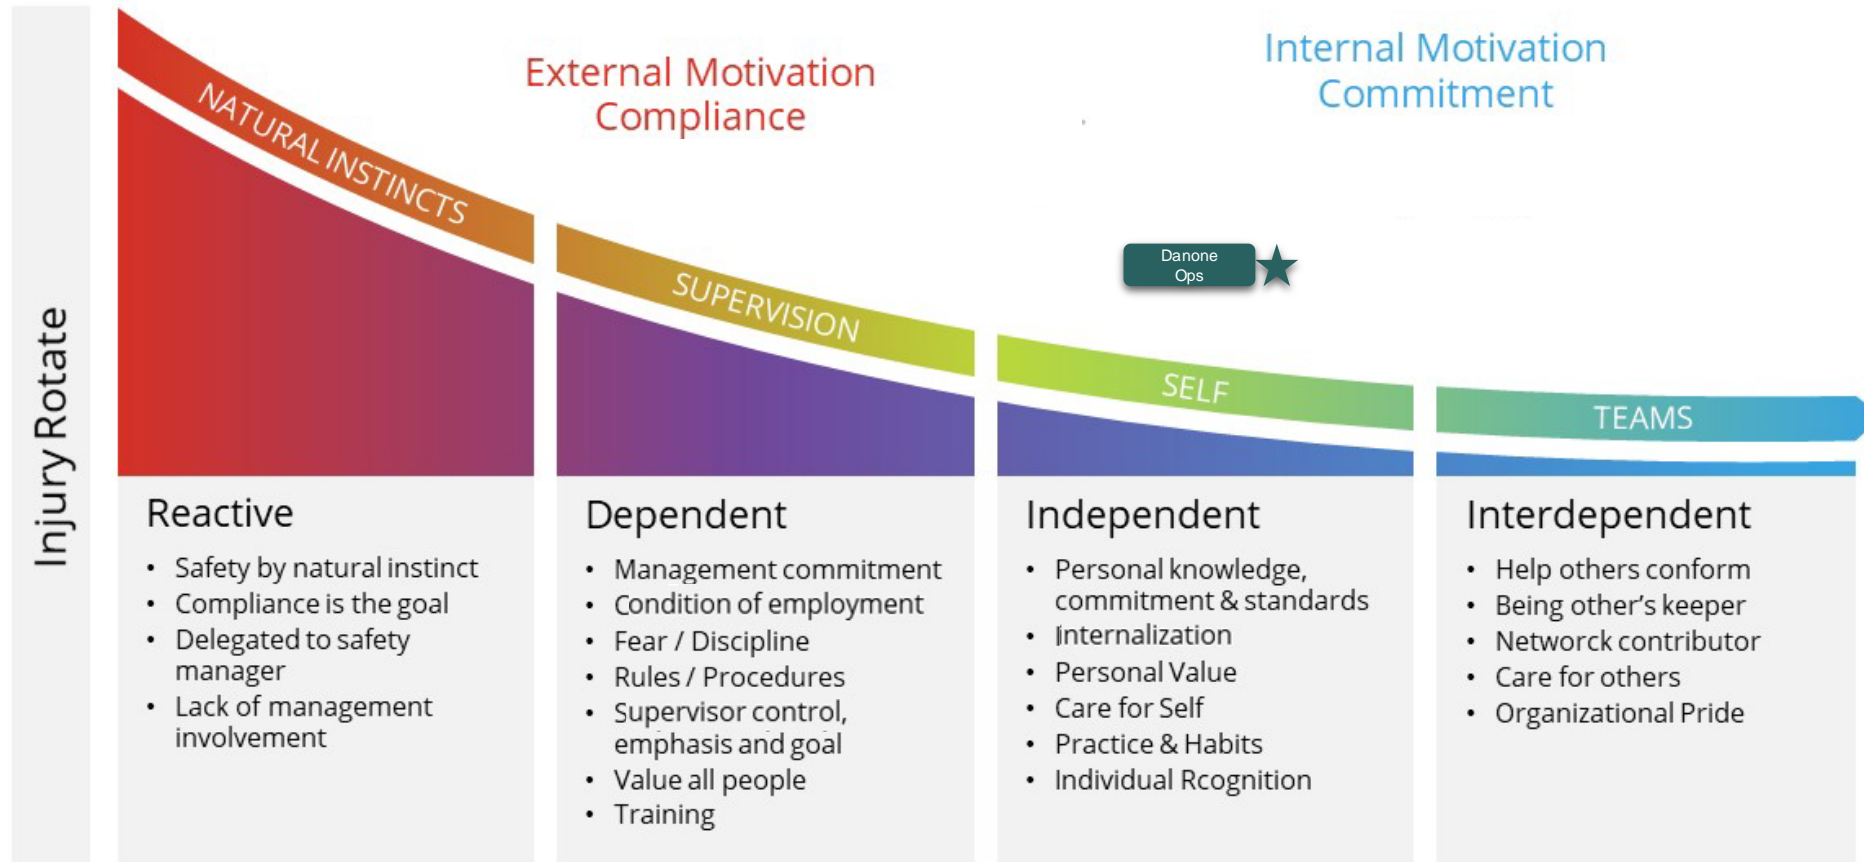 Injury Rotate
External Motivation
Compliance
Internal Motivation
Commitment
NATURAL INSTINCTS
SUPERVISION
SELF
TEAMS
Danone
Ops
Reactive
• Safety by natural instinct
• Compliance is the goal
• Delegated to safety
manager
• Lack of management
involvement
Dependent
• Management commitment
• Condition of employment
• Fear / Discipline
• Rules / Procedures
• Supervisor control,
emphasis and goal
• Value all people
• Training
Independent
• Personal knowledge,
commitment & standards
• Internalization
• Personal Value
• Care for Self
• Practice & Habits
• Individual Rcognition
Interdependent
• Help others conform
• Being other's keeper
• Networck contributor
• Care for others
• Organizational Pride